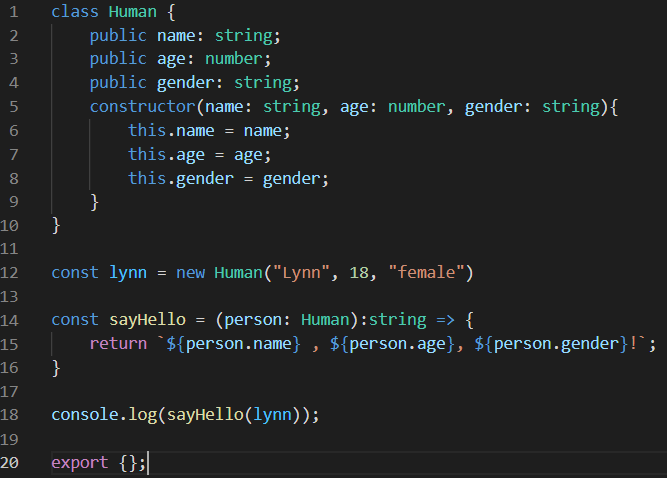 1 class Human {
2     public name: string;
3     public age: number;
4     public gender: string;
5     constructor(name: string, age: number, gender: string){
6         this.name = name;
7         this.age = age;
8         this.gender = gender;
9     }
10 }
11
12 const lynn = new Human("Lynn", 18, "female")
13
14 const sayHello = (person: Human):string => {
15     return `${person.name} , ${person.age}, ${person.gender}!`;
16 }
17
18 console.log(sayHello(lynn));
19
20 export {};